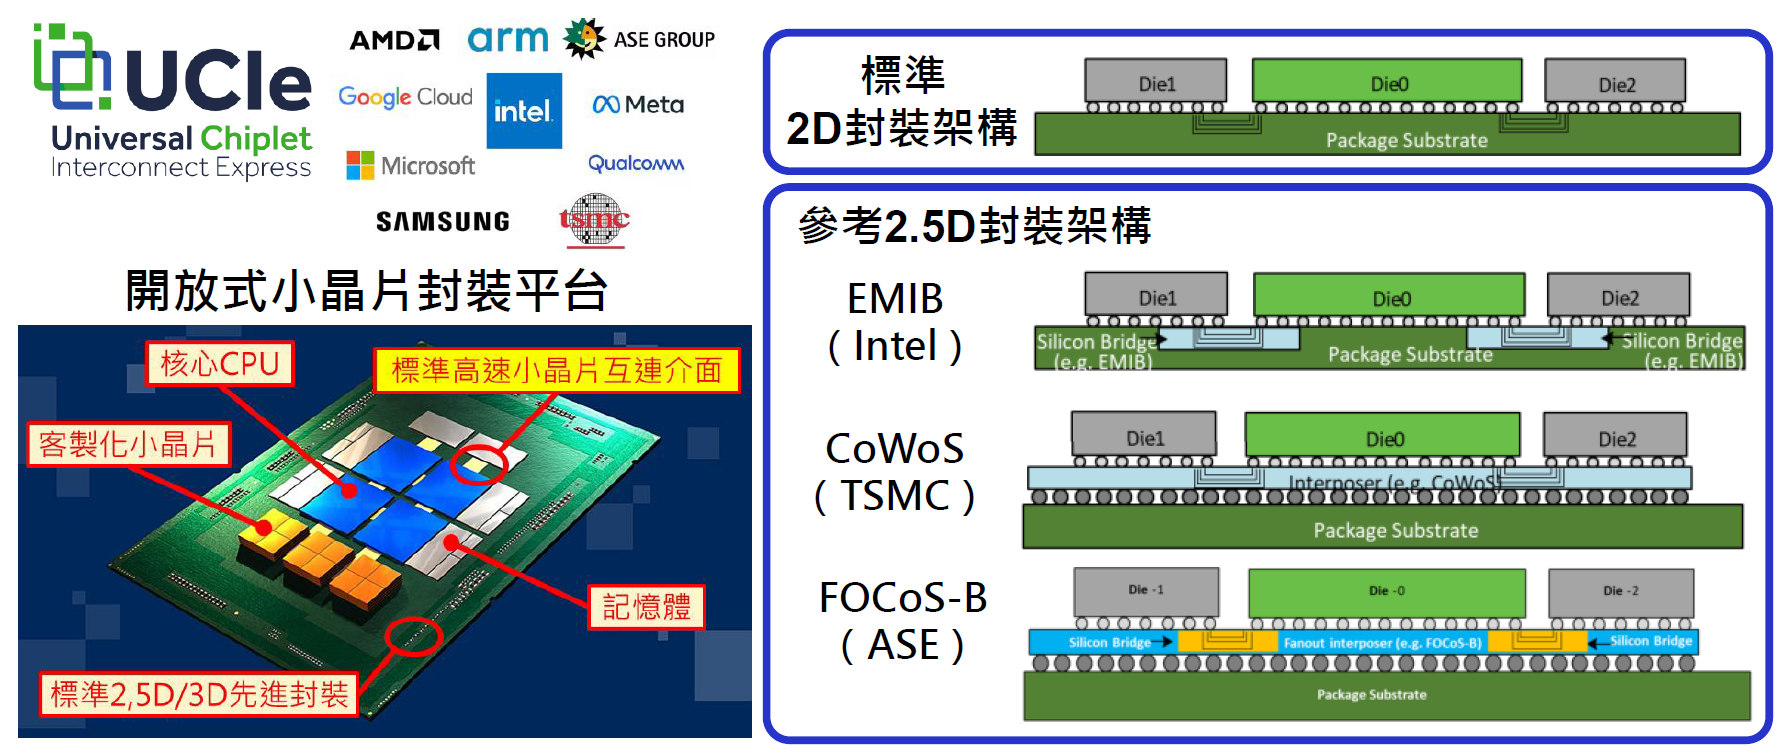 UCIe
Universal Chiplet
Interconnect Express
AMD
arm
ASE GROUP
Google Cloud
intel.
Meta
Microsoft
Qualcomm
SAMSUNG
tsmc
開放式小晶片封裝平台
核心CPU
標準高速小晶片互連介面
客製化小晶片
記憶體
標準2,5D/3D先進封裝
標準
2D封裝架構
Die1
Die0
Die2
Package Substrate
參考2.5D封裝架構
EMIB
( Intel )
Die1
Die0
Die2
Silicon Bridge
(e.g. EMIB)
Package Substrate
Silicon Bridge
(e.g. EMIB)
CoWoS
( TSMC )
Die1
Die0
Die2
Interposer (e.g. CoWoS)
Package Substrate
FOCoS-B
( ASE )
Die -1
Die -0
Die -2
Silicon Bridge
Fanout interposer (e.g. FOCoS-B)
Silicon Bridge
Package Substrate